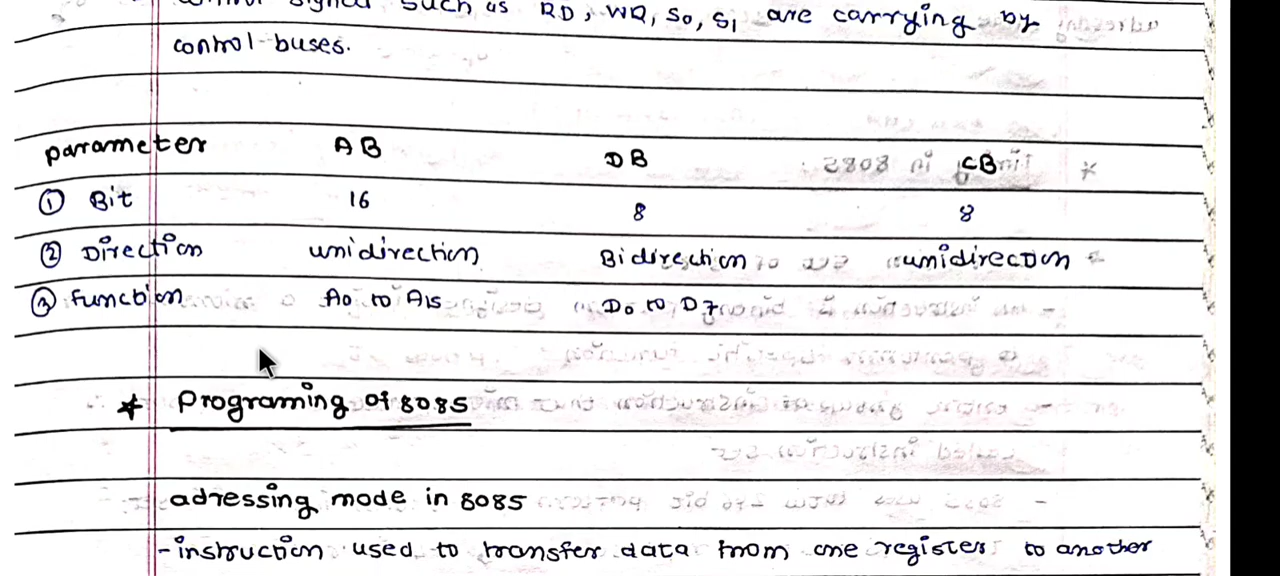 control signal such as RD, WR, S0, S1 are carrying by
control buses.
parameter AB DB CB
① Bit 16 8 8
② Direction unidirection Bidirection unidirection
③ function A0 to A15 D0 to D7
* Programing of 8085
adressing mode in 8085
-instruction used to transfer data from one register to another